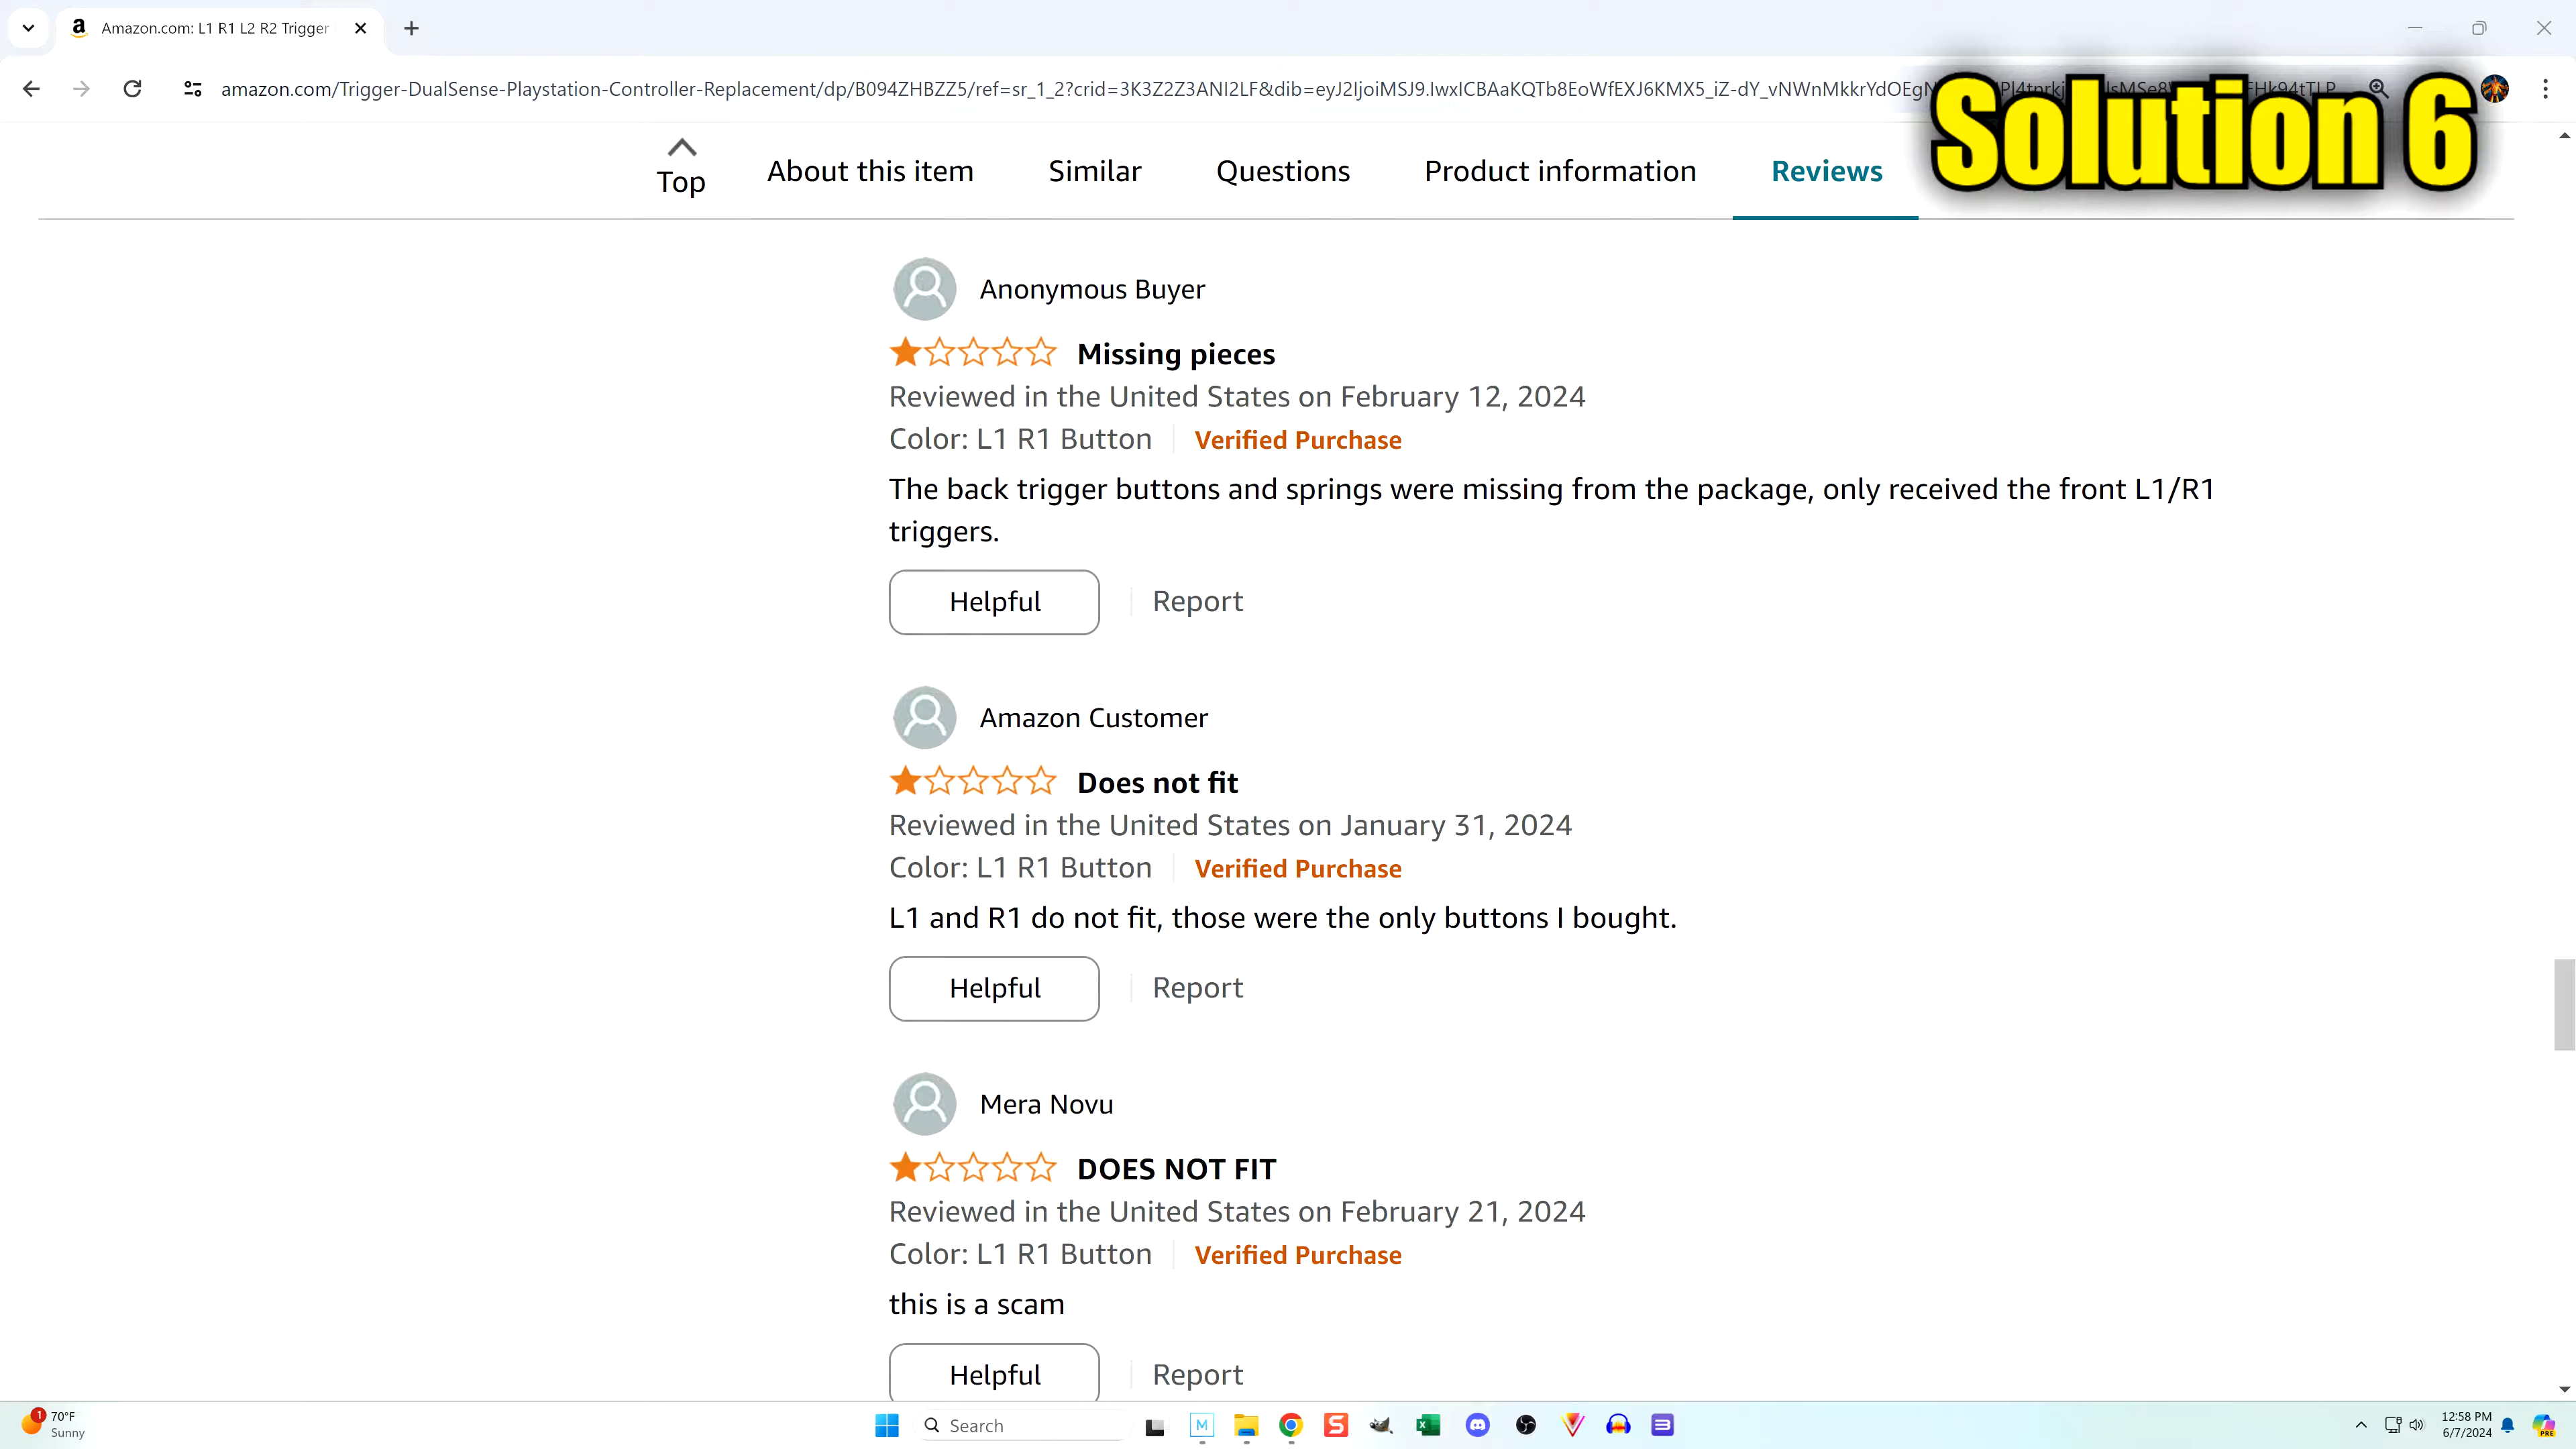 Amazon.com: L1 R1 L2 R2 Trigger
amazon.com/Trigger-DualSense-Playstation-Controller-Replacement/dp/B094ZHBZZ5/ref=sr_1_2?crid=3K3Z2Z3ANI2LF&dib=eyJ2IjoiMSJ9.IwxICBAaKQTb8EoWfEXJ6KMX5_iZ-dY_vNWnMkkrYdOEgN
Solution 6
Top
About this item
Similar
Questions
Product information
Reviews
Anonymous Buyer
Missing pieces
Reviewed in the United States on February 12, 2024
Color: L1 R1 Button Verified Purchase
The back trigger buttons and springs were missing from the package, only received the front L1/R1
triggers.
Helpful Report
Amazon Customer
Does not fit
Reviewed in the United States on January 31, 2024
Color: L1 R1 Button Verified Purchase
L1 and R1 do not fit, those were the only buttons I bought.
Helpful Report
Mera Novu
DOES NOT FIT
Reviewed in the United States on February 21, 2024
Color: L1 R1 Button Verified Purchase
this is a scam
Helpful Report
1
70°F
Sunny
Search
12:58 PM
6/7/2024
PRE